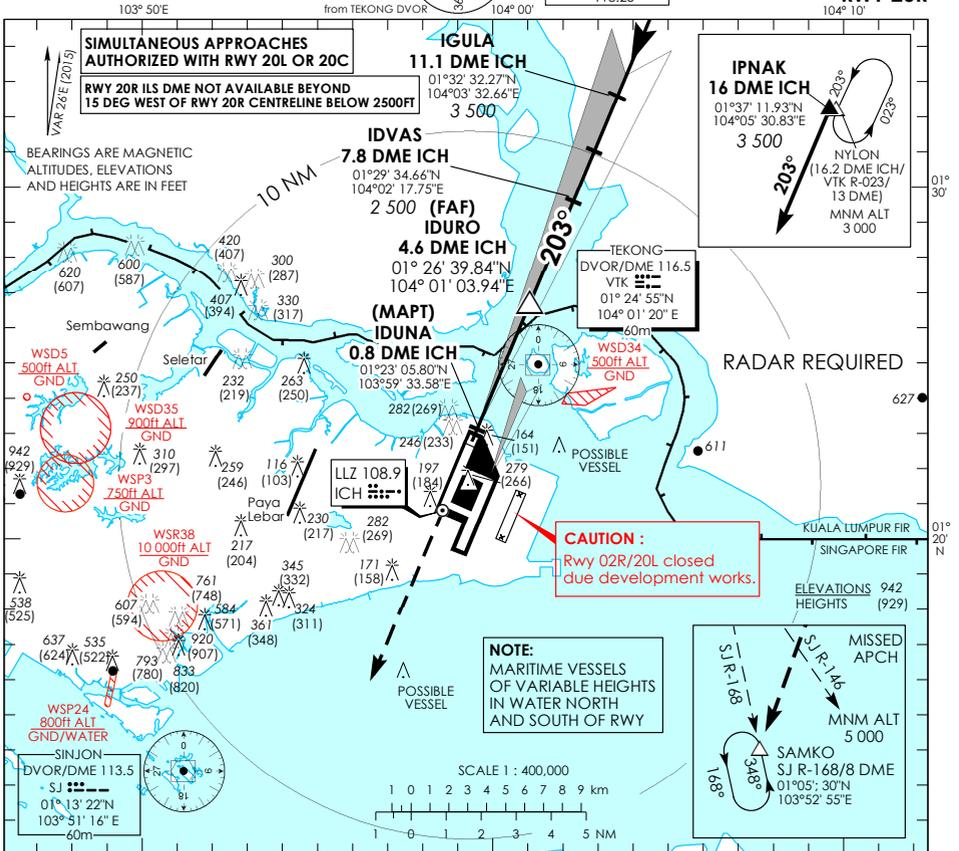 103° 50'E
from TEKONG DVOR
104° 00'
104° 10'
SIMULTANEOUS APPROACHES
AUTHORIZED WITH RWY 20L OR 20C
RWY 20R ILS DME NOT AVAILABLE BEYOND
15 DEG WEST OF RWY 20R CENTRELINE BELOW 2500FT
VAR 26'E (2015)
BEARINGS ARE MAGNETIC
ALTITUDES, ELEVATIONS
AND HEIGHTS ARE IN FEET
IGULA
11.1 DME ICH
01°32' 32.27"N
104°03' 32.66"E
3 500
IDVAS
7.8 DME ICH
01°29' 34.66"N
104°02' 17.75"E
2 500
(FAF)
IDURO
4.6 DME ICH
01° 26' 39.84"N
104° 01' 03.94"E
(MAPT)
IDUNA
0.8 DME ICH
01°23' 05.80"N
103°59' 33.58"E
10 NM
203°
IPNAK
16 DME ICH
01°37' 11.93"N
104°05' 30.83"E
3 500
203°
023°
203°
NYLON
(16.2 DME ICH/
VTK R-023/
13 DME)
MNM ALT
3 000
01°
30'
TEKONG
DVOR/DME 116.5
VTK
01° 24' 55"N
104° 01' 20" E
60m
RADAR REQUIRED
WSD34
500ft ALT
GND
620
(607)
600
(587)
420
(407)
300
(287)
407
(394)
330
(317)
Sembawang
Seletar
WSD5
500ft ALT
GND
250
(237)
232
(219)
263
(250)
WSD35
900ft ALT
GND
282 (269)
246 (233)
164
(151)
627
611
942
(929)
310
(297)
259
(246)
116
(103)
WSP3
750ft ALT
GND
LLZ 108.9
ICH
197
(184)
279
(266)
POSSIBLE
VESSEL
Paya
Lebar
230
(217)
282
(269)
217
(204)
WSR38
10 000ft ALT
GND
171
(158)
CAUTION :
Rwy 02R/20L closed
due development works.
KUALA LUMPUR FIR
SINGAPORE FIR
01°
20'
N
ELEVATIONS 942
HEIGHTS (929)
538
(525)
761
(748)
607
(594)
584
(571)
345
(332)
324
(311)
361
(348)
920
(907)
637
(624)
535
(522)
793
(780)
833
(820)
POSSIBLE
VESSEL
NOTE:
MARITIME VESSELS
OF VARIABLE HEIGHTS
IN WATER NORTH
AND SOUTH OF RWY
WSP24
800ft ALT
GND/WATER
SINJON
DVOR/DME 113.5
SJ
01° 13' 22"N
103° 51' 16" E
60m
0
9
18
27
0
9
18
27
SCALE 1 : 400,000
1 0 1 2 3 4 5 6 7 8 9 km
1 0 1 2 3 4 5 NM
MISSED
APCH
SJ R-168
SJ R-146
MNM ALT
5 000
168°
348°
SAMKO
SJ R-168/8 DME
01°05'; 30"N
103°52' 55"E